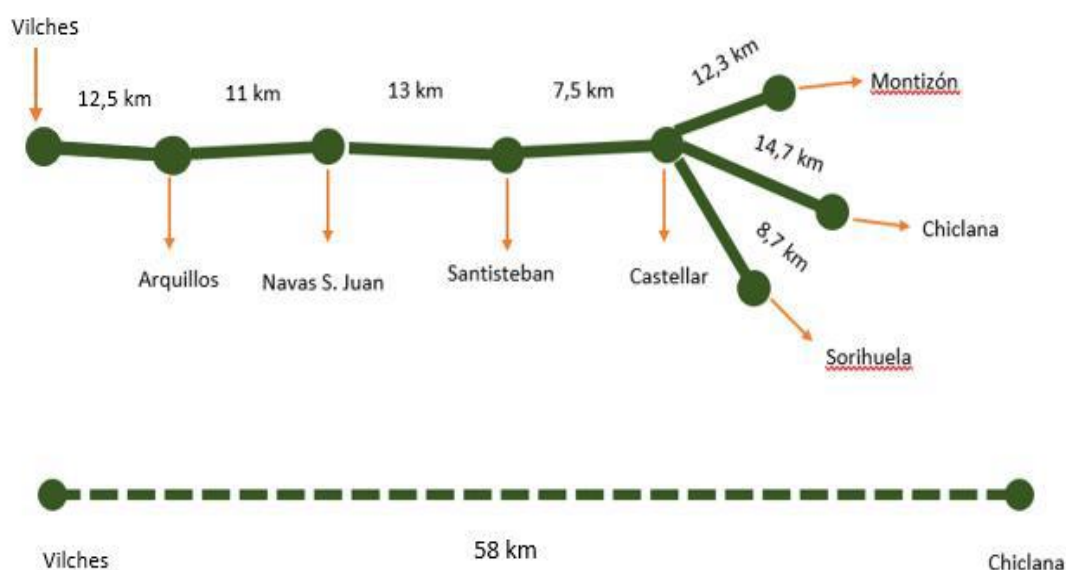 Vilches
12,5 km
11 km
13 km
7,5 km
12,3 km
Montizón
14,7 km
Chiclana
8,7 km
Arquillos
Navas S. Juan
Santisteban
Castellar
Sorihuela
58 km
Vilches
Chiclana